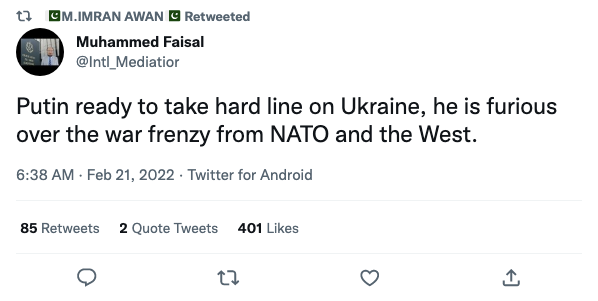 🇵🇰M.IMRAN AWAN 🇵🇰 Retweeted
Muhammed Faisal
@Intl_Mediatior
Putin ready to take hard line on Ukraine, he is furious
over the war frenzy from NATO and the West.
6:38 AM · Feb 21, 2022 · Twitter for Android
85 Retweets 2 Quote Tweets 401 Likes